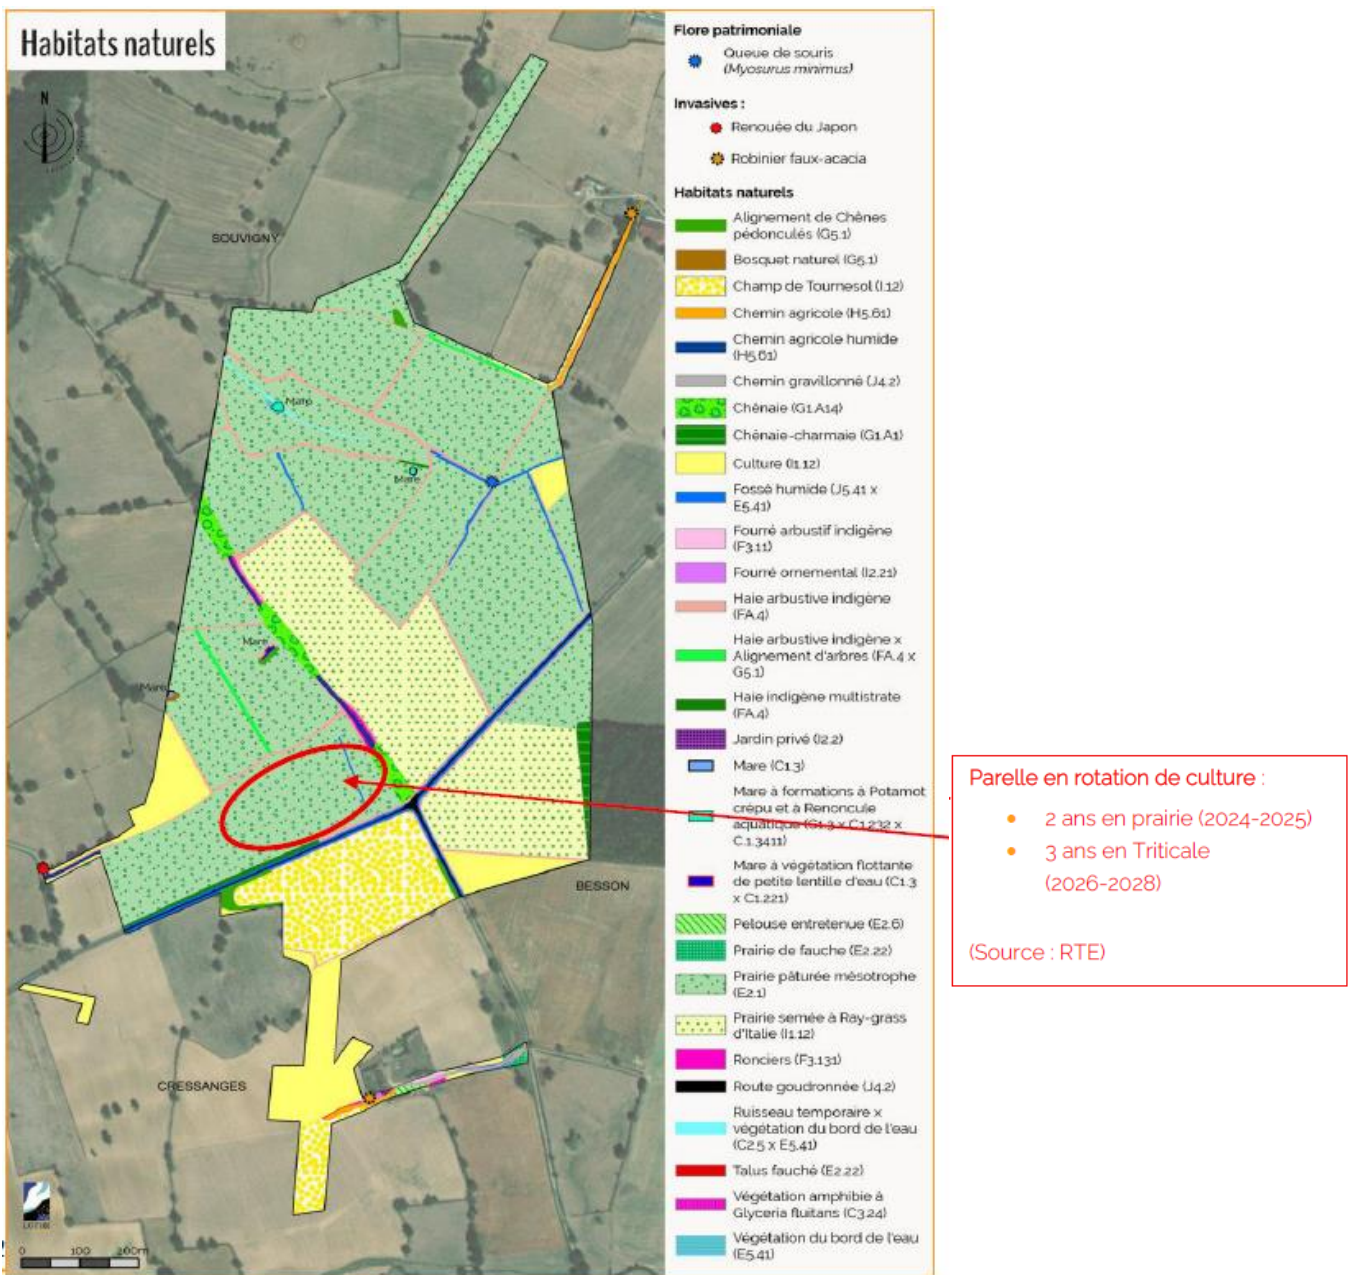 Habitats naturels
N
SOUVIGNY
Mare
Mare
Mare
Mare
BESSON
CRESSANGES
0 100 200m
Flore patrimoniale
Queue de souris
(Myosurus minimus)
Invasives :
Renouée du Japon
Robinier faux-acacia
Habitats naturels
Alignement de Chênes
pédonculés (G5.1)
Bosquet naturel (G5.1)
Champ de Tournesol (I.12)
Chemin agricole (H5.61)
Chemin agricole humide
(H5.61)
Chemin gravillonné (J4.2)
Chênaie (G1.A14)
Chênaie-charmaie (G1.A1)
Culture (I1.12)
Fossé humide (J5.41 x
E5.41)
Fourré arbustif indigène
(F3.11)
Fourré ornemental (I2.21)
Haie arbustive indigène
(FA.4)
Haie arbustive indigène x
Alignement d'arbres (FA.4 x
G5.1)
Haie indigène multistrate
(FA.4)
Jardin privé (I2.2)
Mare (C1.3)
Mare à formations à Potamot
crépu et à Renoncule
aquatique (G1.3 x C1.232 x
C.1.3411)
Mare à végétation flottante
de petite lentille d'eau (C1.3
x C1.221)
Pelouse entretenue (E2.6)
Prairie de fauche (E2.22)
Prairie pâturée mésotrophe
(E2.1)
Prairie semée à Ray-grass
d'Italie (I1.12)
Ronciers (F3.131)
Route goudronnée (J4.2)
Ruisseau temporaire x
végétation du bord de l'eau
(C2.5 x E5.41)
Talus fauché (E2.22)
Végétation amphibie à
Glyceria fluitans (C3.24)
Végétation du bord de l'eau
(E5.41)
Parelle en rotation de culture :
• 2 ans en prairie (2024-2025)
• 3 ans en Triticale
(2026-2028)
(Source : RTE)